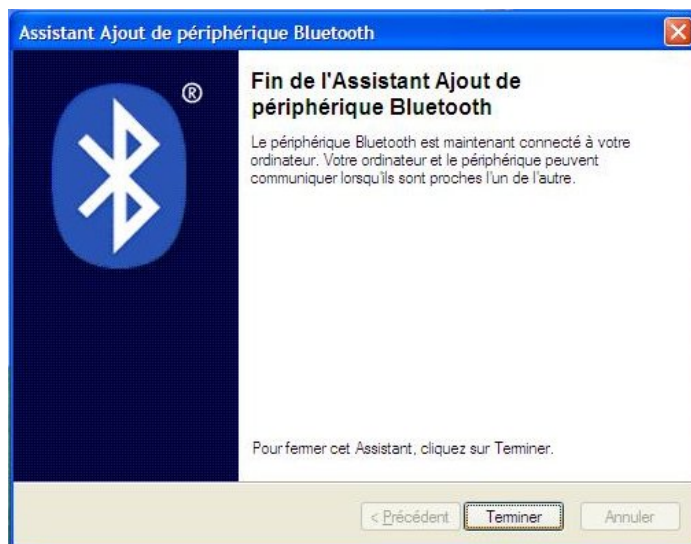 Assistant Ajout de périphérique Bluetooth
®
Fin de l'Assistant Ajout de
périphérique Bluetooth
Le périphérique Bluetooth est maintenant connecté à votre
ordinateur. Votre ordinateur et le périphérique peuvent
communiquer lorsqu'ils sont proches l'un de l'autre.
Pour fermer cet Assistant, cliquez sur Terminer.
< Précédent Terminer Annuler